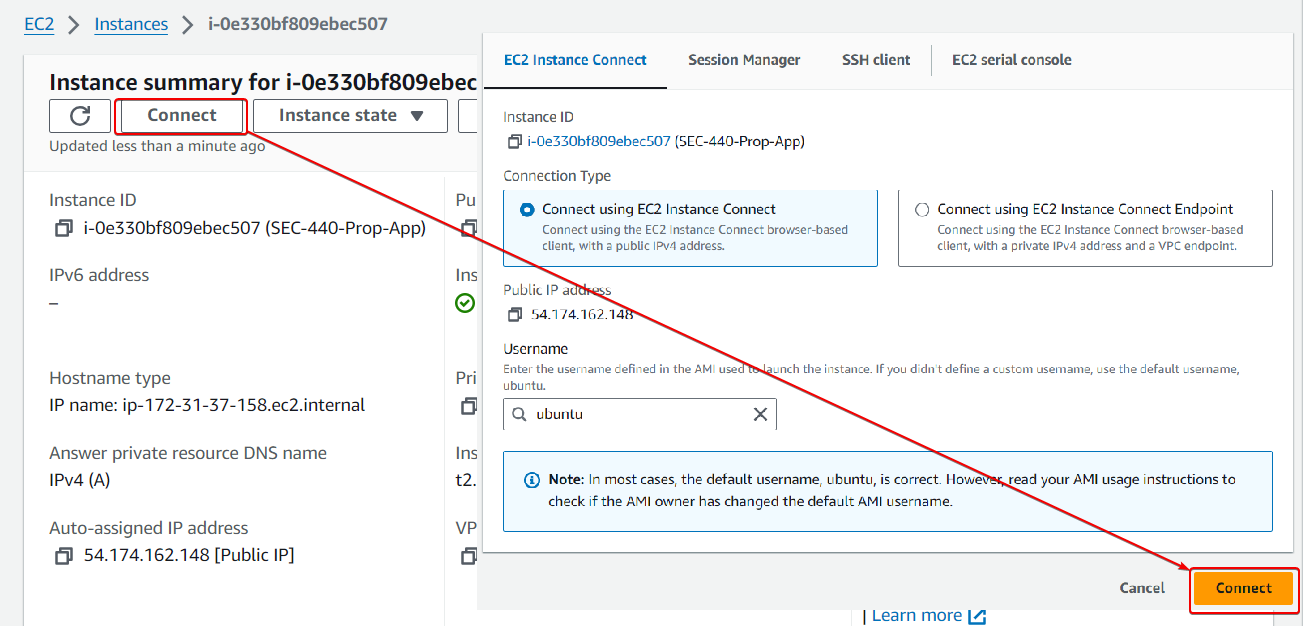 EC2 > Instances > i-0e330bf809ebec507
Instance summary for i-0e330bf809ebec
Connect
Instance state
Updated less than a minute ago
Instance ID
i-0e330bf809ebec507 (SEC-440-Prop-App)
IPv6 address
–
Hostname type
IP name: ip-172-31-37-158.ec2.internal
Answer private resource DNS name
IPv4 (A)
Auto-assigned IP address
54.174.162.148 [Public IP]
Pu
Ins
Pri
Ins
t2.
VP
EC2 Instance Connect
Session Manager
SSH client
EC2 serial console
Instance ID
i-0e330bf809ebec507 (SEC-440-Prop-App)
Connection Type
Connect using EC2 Instance Connect
Connect using the EC2 Instance Connect browser-based
client, with a public IPv4 address.
Connect using EC2 Instance Connect Endpoint
Connect using the EC2 Instance Connect browser-based
client, with a private IPv4 address and a VPC endpoint.
Public IP address
54.174.162.148
Username
Enter the username defined in the AMI used to launch the instance. If you didn't define a custom username, use the default username,
ubuntu.
ubuntu
Note: In most cases, the default username, ubuntu, is correct. However, read your AMI usage instructions to
check if the AMI owner has changed the default AMI username.
Cancel
Connect
| Learn more